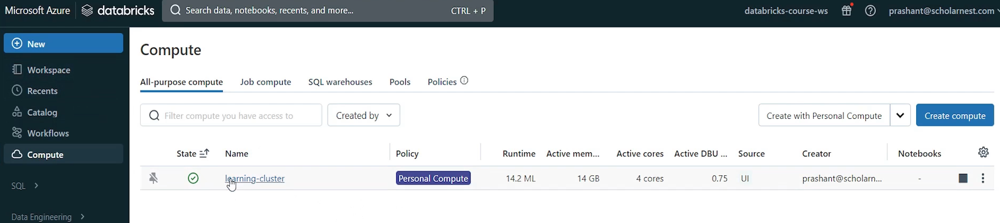 Microsoft Azure databricks Search data, notebooks, recents, and more... CTRL + P databricks-course-ws prashant@scholarnest.com
New
Workspace
Recents
Catalog
Workflows
Compute
SQL
Data Engineering
Compute
All-purpose compute Job compute SQL warehouses Pools Policies
Filter compute you have access to Created by Create with Personal Compute Create compute
State Name Policy Runtime Active mem... Active cores Active DBU ... Source Creator Notebooks
learning-cluster Personal Compute 14.2 ML 14 GB 4 cores 0.75 UI prashant@scholarn... -